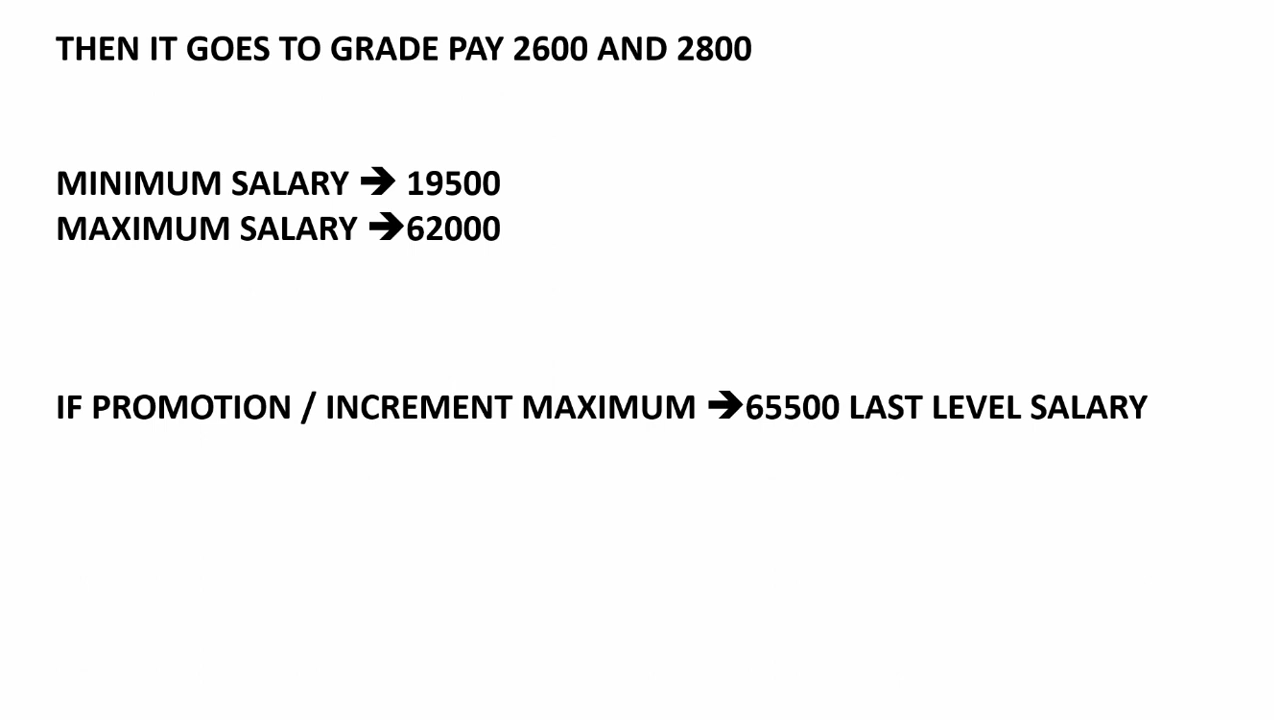 THEN IT GOES TO GRADE PAY 2600 AND 2800
MINIMUM SALARY ➔ 19500
MAXIMUM SALARY ➔62000
IF PROMOTION / INCREMENT MAXIMUM ➔65500 LAST LEVEL SALARY